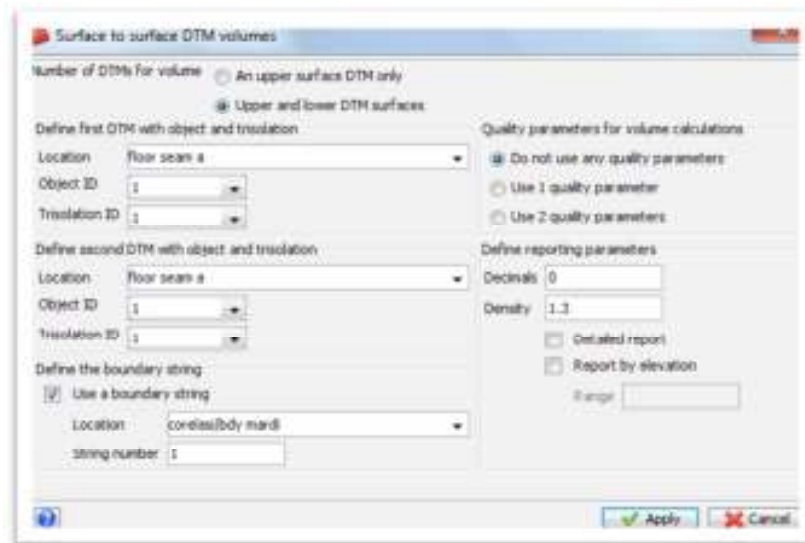 Surface to surface DTM volumes
Number of DTMs for volume An upper surface DTM only
Upper and lower DTM surfaces
Define first DTM with object and trisolation
Location floor seam a
Object ID 1
Trisolation ID 1
Define second DTM with object and trisolation
Location floor seam a
Object ID 1
Trisolation ID 1
Define the boundary string
Use a boundary string
Location bdy mardi
String number 1
Quality parameters for volume calculations
Do not use any quality parameters
Use 1 quality parameter
Use 2 quality parameters
Define reporting parameters
Decimals 0
Density 1.3
Detailed report
Report by elevation
Range
Apply Cancel